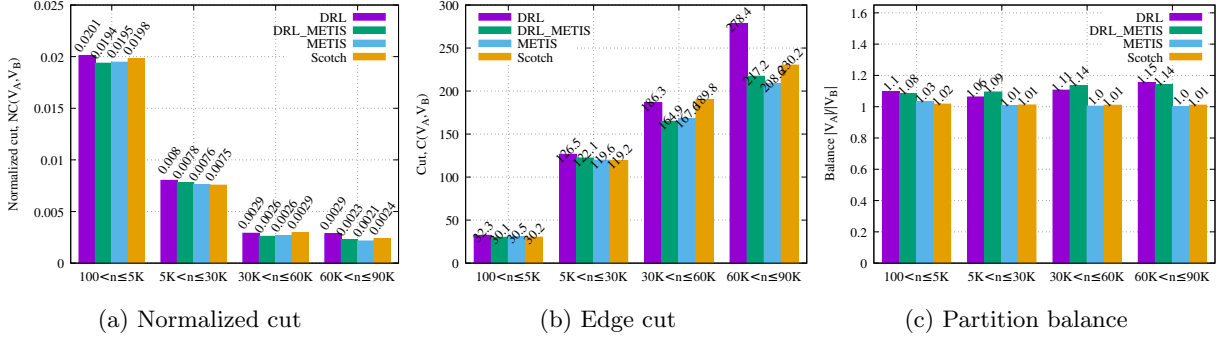 Normalized cut, NC(V_A,V_B)
0.025
0.02
0.015
0.01
0.005
0
DRL
DRL_METIS
METIS
Scotch
0.0201
0.0194
0.0195
0.0198
0.008
0.0078
0.0076
0.0075
0.0029
0.0026
0.0026
0.0029
0.0029
0.0023
0.0021
0.0024
100<n≤5K
5K<n≤30K
30K<n≤60K
60K<n≤90K
(a) Normalized cut
Cut, C(V_A,V_B)
300
250
200
150
100
50
0
DRL
DRL_METIS
METIS
Scotch
32.3
30.1
30.5
30.2
126.5
122.1
119.6
119.2
186.3
164.9
167.6
189.8
278.4
217.2
208.6
230.2
100<n≤5K
5K<n≤30K
30K<n≤60K
60K<n≤90K
(b) Edge cut
Balance |V_A|/|V_B|
1.6
1.4
1.2
1
0.8
0.6
0.4
0.2
0
DRL
DRL_METIS
METIS
Scotch
1.1
1.08
1.03
1.02
1.06
1.09
1.01
1.01
1.11
1.14
1.0
1.01
1.15
1.14
1.0
1.01
100<n≤5K
5K<n≤30K
30K<n≤60K
60K<n≤90K
(c) Partition balance